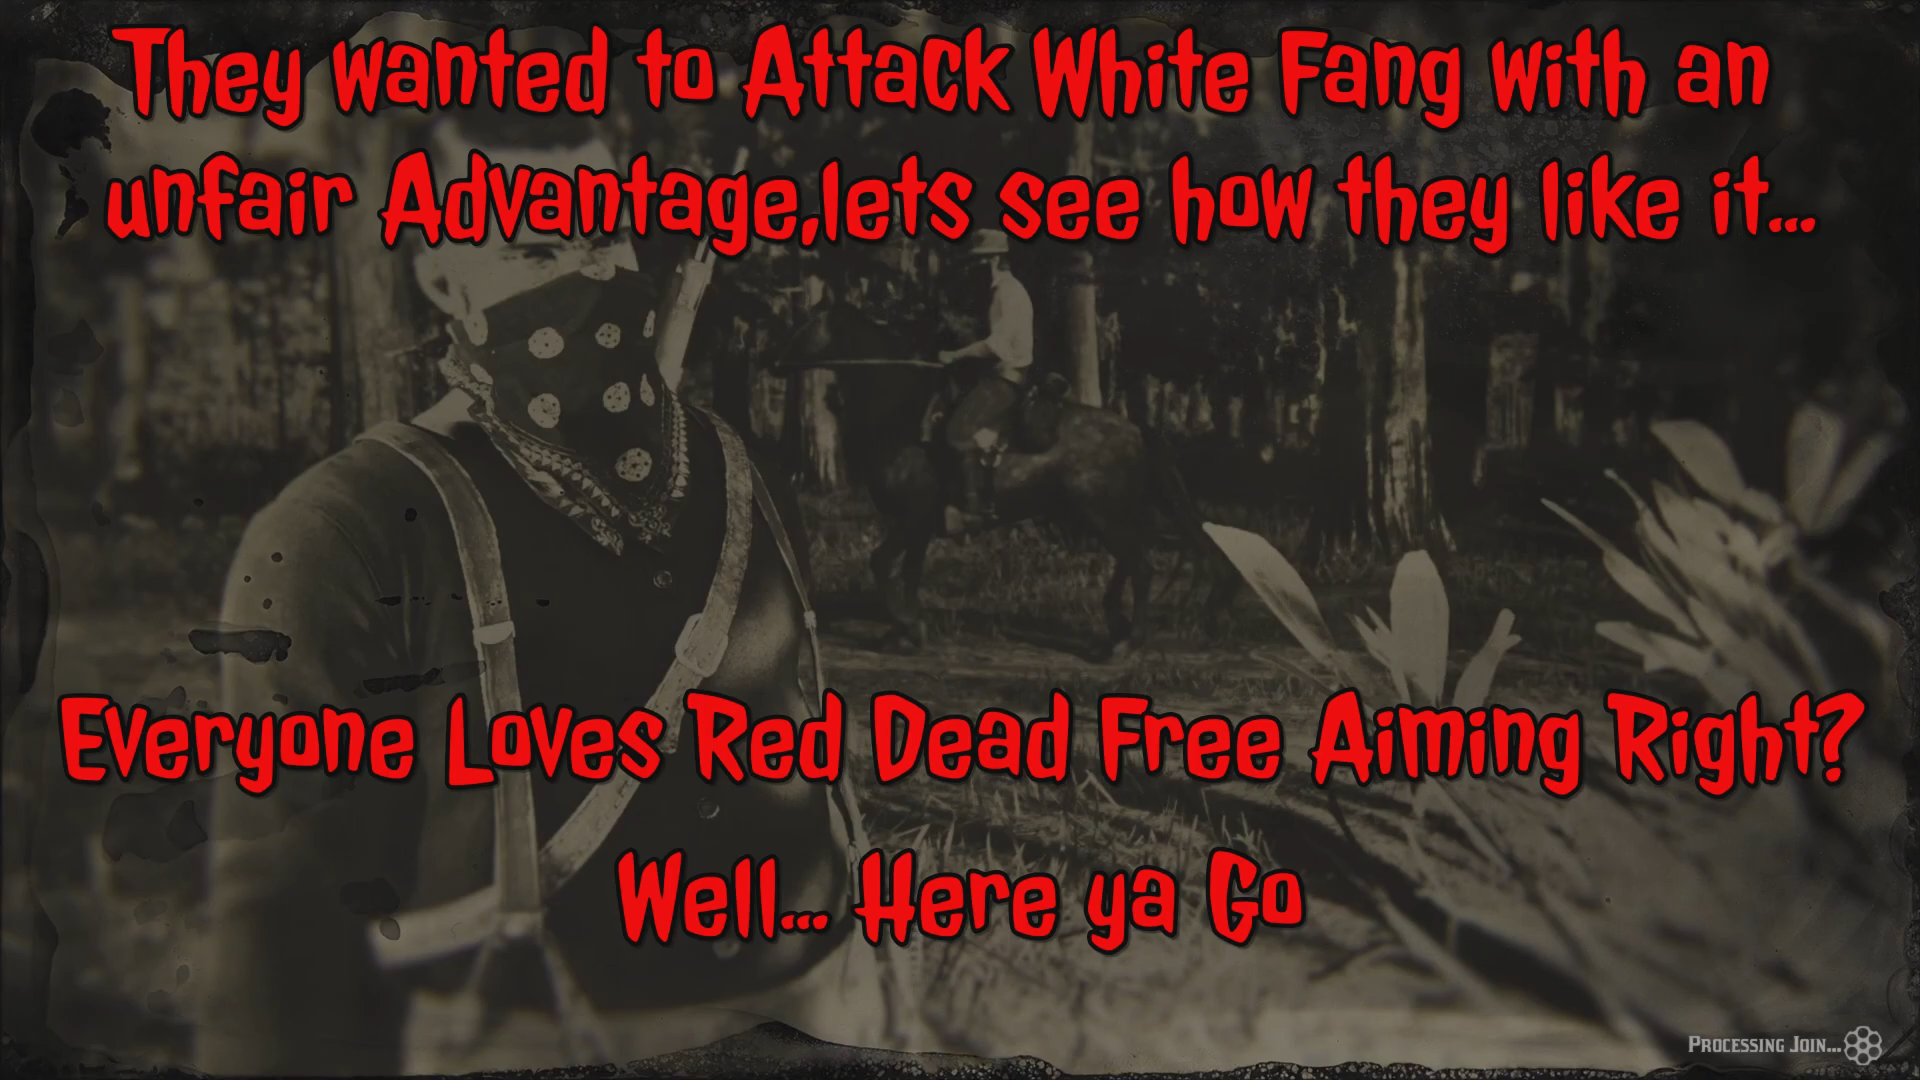 They wanted to Attack White Fang with an
unfair Advantage,lets see how they like it...
Everyone Loves Red Dead Free Aiming Right?
Well... Here ya Go
Processing Join...